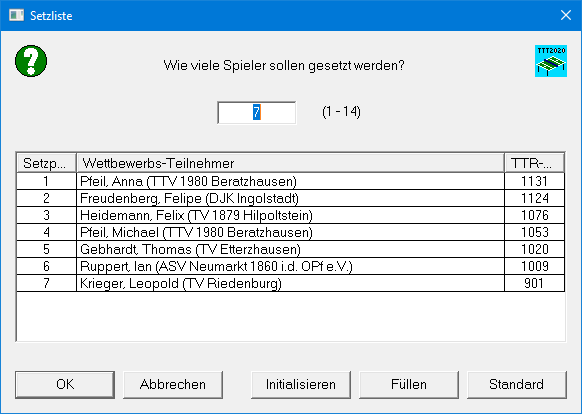 Setzliste
TTT2020
Wie viele Spieler sollen gesetzt werden?
7 (1 - 14)
Setzp... Wettbewerbs-Teilnehmer TTR-...
1 Pfeil, Anna (TTV 1980 Beratzhausen) 1131
2 Freudenberg, Felipe (DJK Ingolstadt) 1124
3 Heidemann, Felix (TV 1879 Hilpoltstein) 1076
4 Pfeil, Michael (TTV 1980 Beratzhausen) 1053
5 Gebhardt, Thomas (TV Etterzhausen) 1020
6 Ruppert, Ian (ASV Neumarkt 1860 i.d. OPf e.V.) 1009
7 Krieger, Leopold (TV Riedenburg) 901
OK Abbrechen Initialisieren Füllen Standard